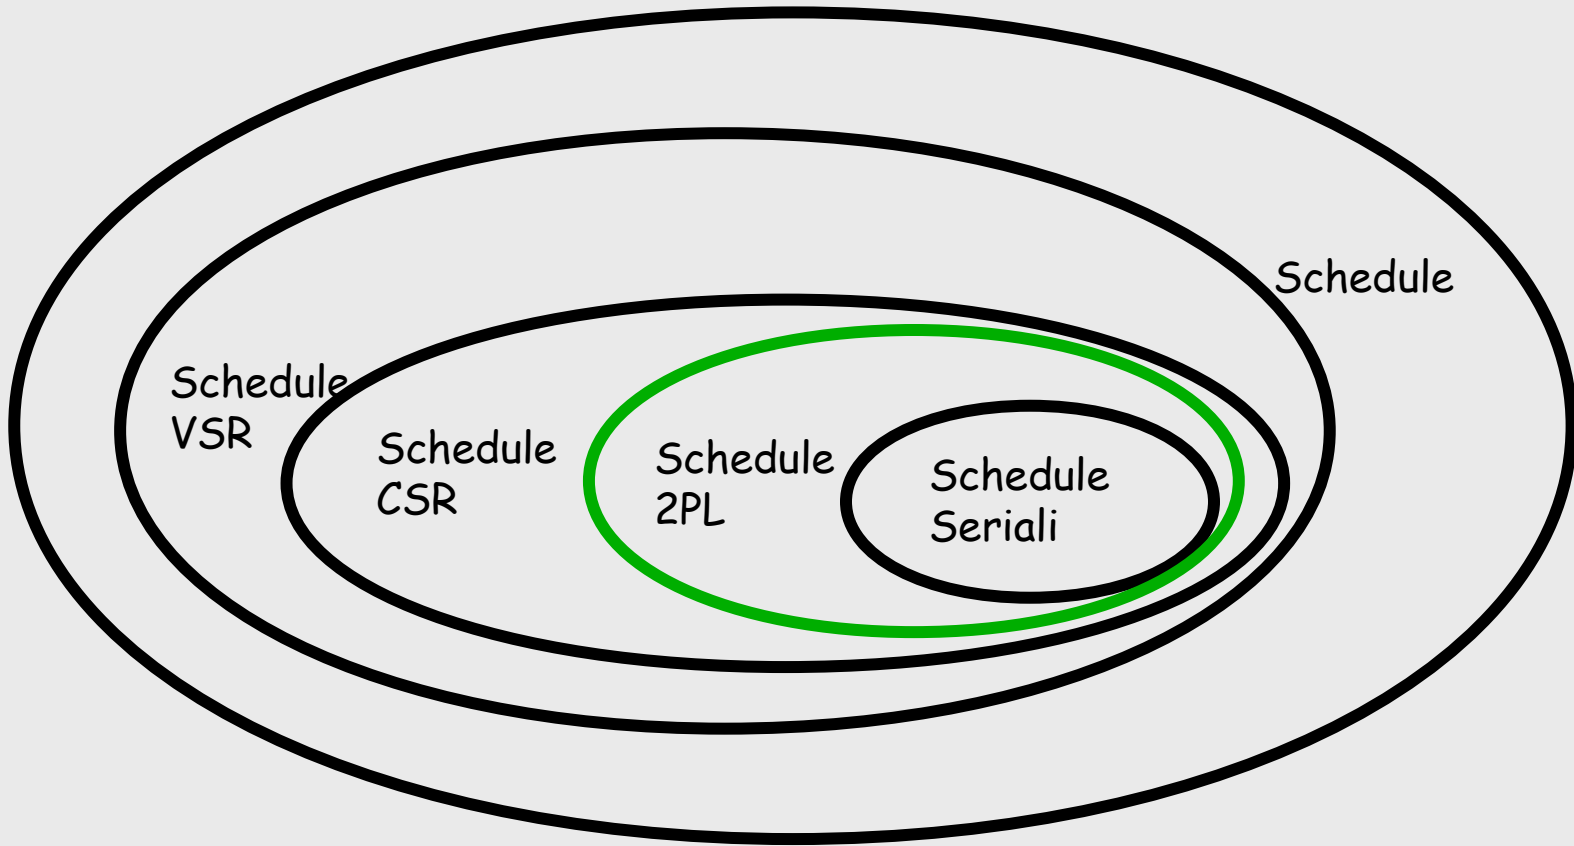 Schedule
Schedule
VSR
Schedule
CSR
Schedule
2PL
Schedule
Seriali